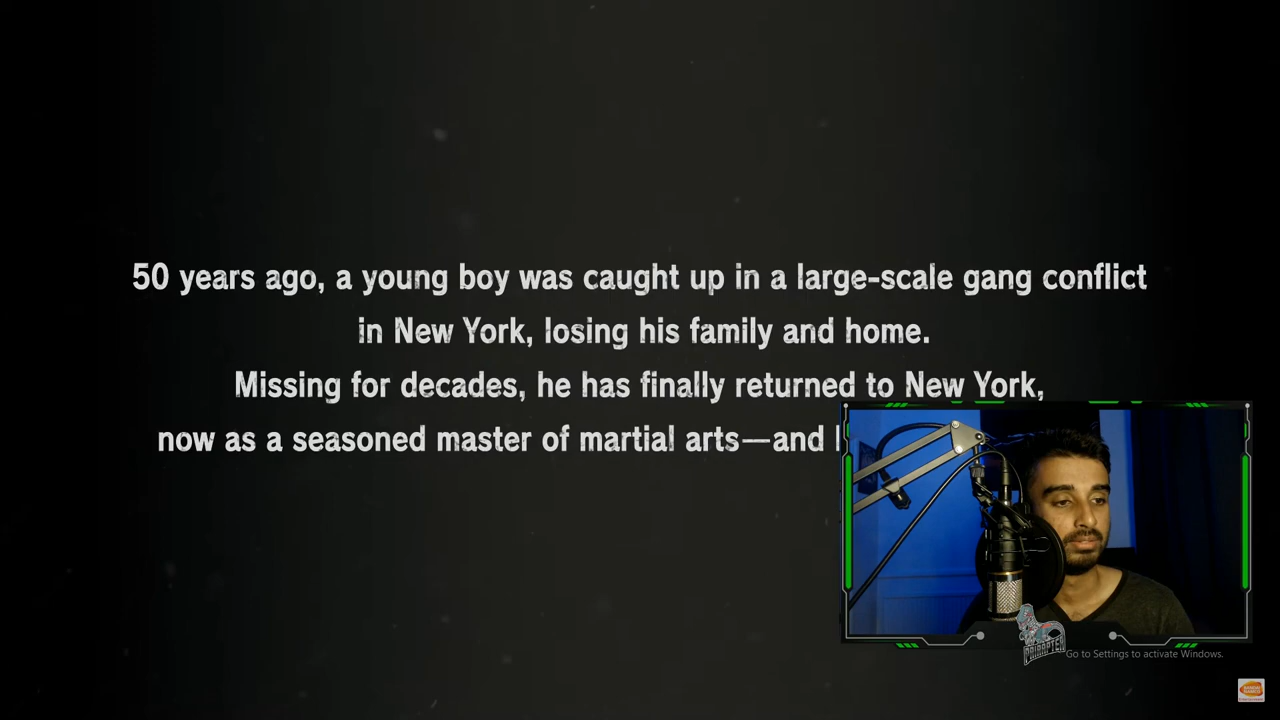 50 years ago, a young boy was caught up in a large-scale gang conflict
in New York, losing his family and home.
Missing for decades, he has finally returned to New York,
now as a seasoned master of martial arts—and
Go to Settings to activate Windows.